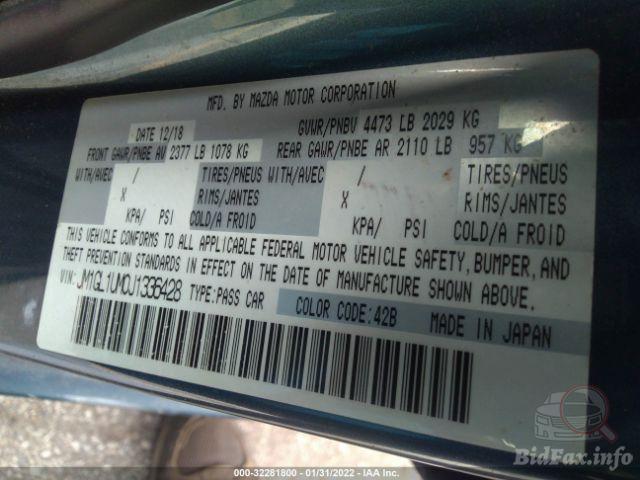 MFD. BY MAZDA MOTOR CORPORATION
DATE 12/18 GVWR/PNBV 4473 LB 2029 KG
FRONT GAWR/PNBE AV 2377 LB 1078 KG REAR GAWR/PNBE AR 2110 LB 957 KG
WITH/AVEC / TIRES/PNEUS WITH/AVEC / TIRES/PNEUS
X RIMS/JANTES X RIMS/JANTES
KPA/ PSI COLD/A FROID KPA/ PSI COLD/A FROID
THIS VEHICLE CONFORMS TO ALL APPLICABLE FEDERAL MOTOR VEHICLE SAFETY, BUMPER, AND
THEFT PREVENTION STANDARDS IN EFFECT ON THE DATE OF MANUFACTURE SHOWN ABOVE.
VIN: JM1GL1UM0J1336428 TYPE:PASS CAR COLOR CODE:42B MADE IN JAPAN
000-32281800 — 01/31/2022 — IAA Inc.
BidFax.info